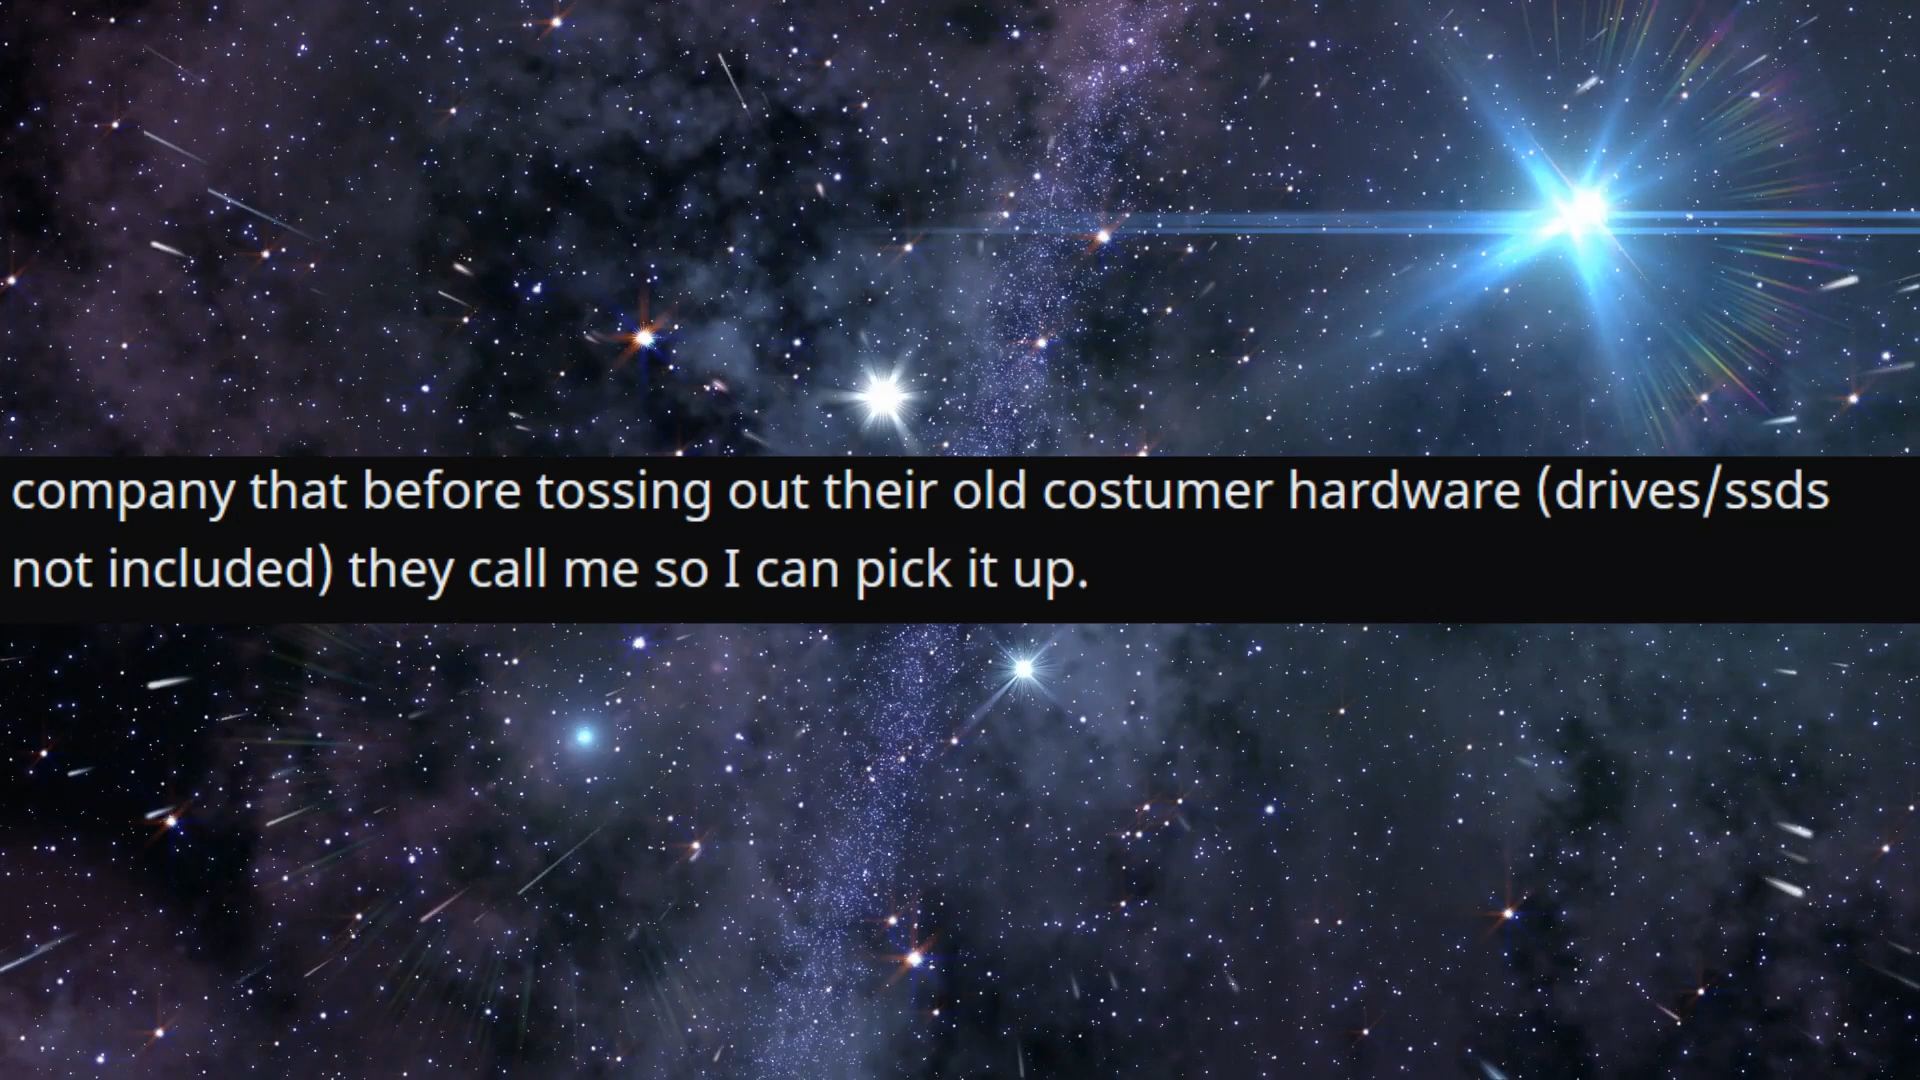 company that before tossing out their old costumer hardware (drives/ssds
not included) they call me so I can pick it up.